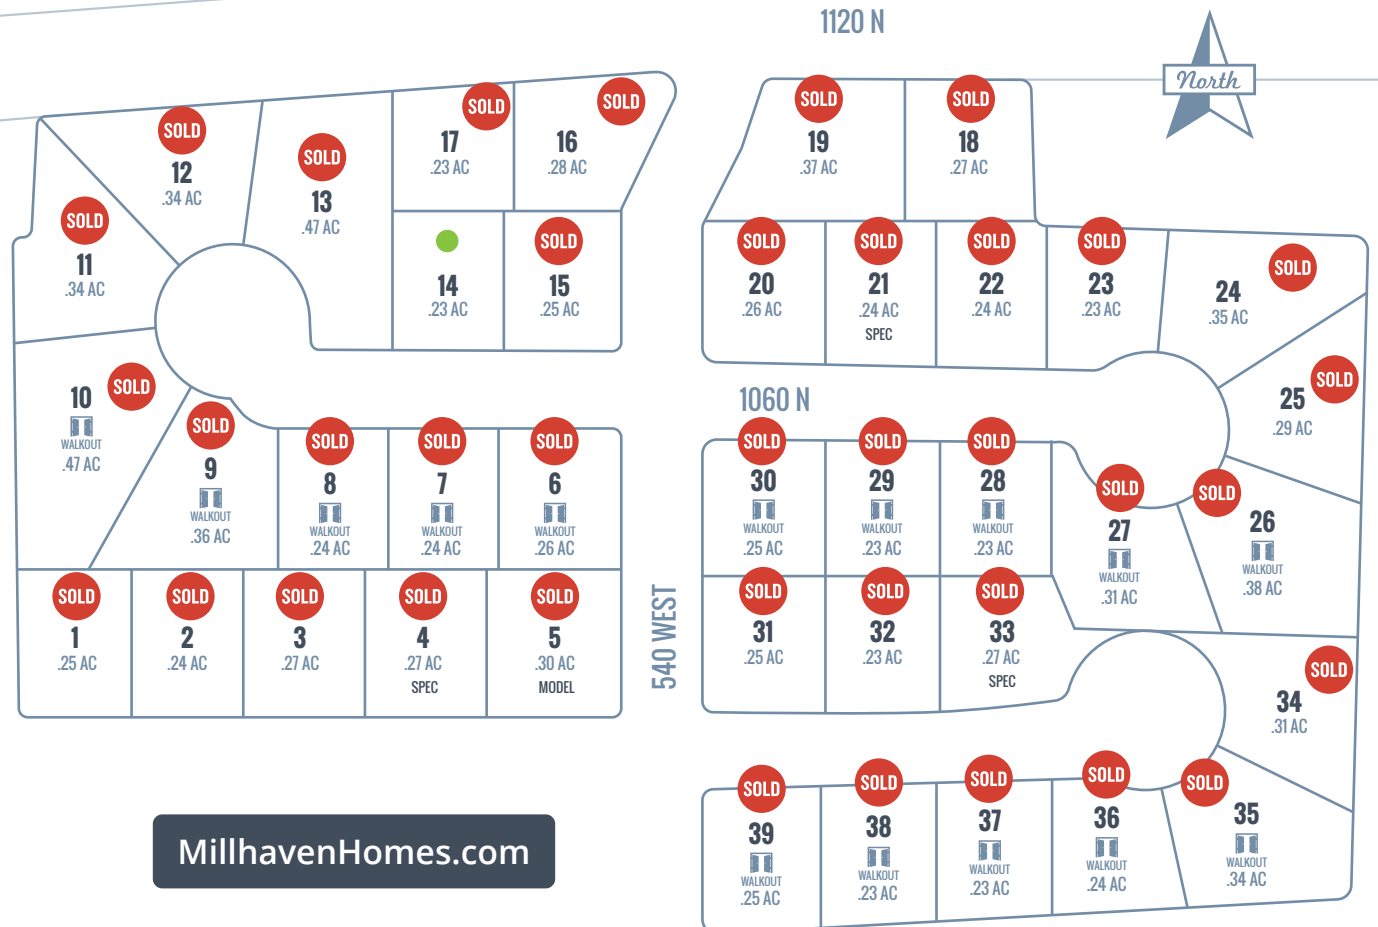 1120 N
North
SOLD
17
.23 AC
SOLD
16
.28 AC
SOLD
12
.34 AC
SOLD
13
.47 AC
SOLD
11
.34 AC
14
.23 AC
SOLD
15
.25 AC
SOLD
19
.37 AC
SOLD
18
.27 AC
SOLD
20
.26 AC
SOLD
21
.24 AC
SPEC
SOLD
22
.24 AC
SOLD
23
.23 AC
SOLD
24
.35 AC
SOLD
25
.29 AC
1060 N
SOLD
10
WALKOUT
.47 AC
SOLD
9
WALKOUT
.36 AC
SOLD
8
WALKOUT
.24 AC
SOLD
7
WALKOUT
.24 AC
SOLD
6
WALKOUT
.26 AC
SOLD
30
WALKOUT
.25 AC
SOLD
29
WALKOUT
.23 AC
SOLD
28
WALKOUT
.23 AC
SOLD
27
WALKOUT
.31 AC
SOLD
26
WALKOUT
.38 AC
SOLD
1
.25 AC
SOLD
2
.24 AC
SOLD
3
.27 AC
SOLD
4
.27 AC
SPEC
SOLD
5
.30 AC
MODEL
540 WEST
SOLD
31
.25 AC
SOLD
32
.23 AC
SOLD
33
.27 AC
SPEC
SOLD
34
.31 AC
SOLD
39
WALKOUT
.25 AC
SOLD
38
WALKOUT
.23 AC
SOLD
37
WALKOUT
.23 AC
SOLD
36
WALKOUT
.24 AC
SOLD
35
WALKOUT
.34 AC
MillhavenHomes.com